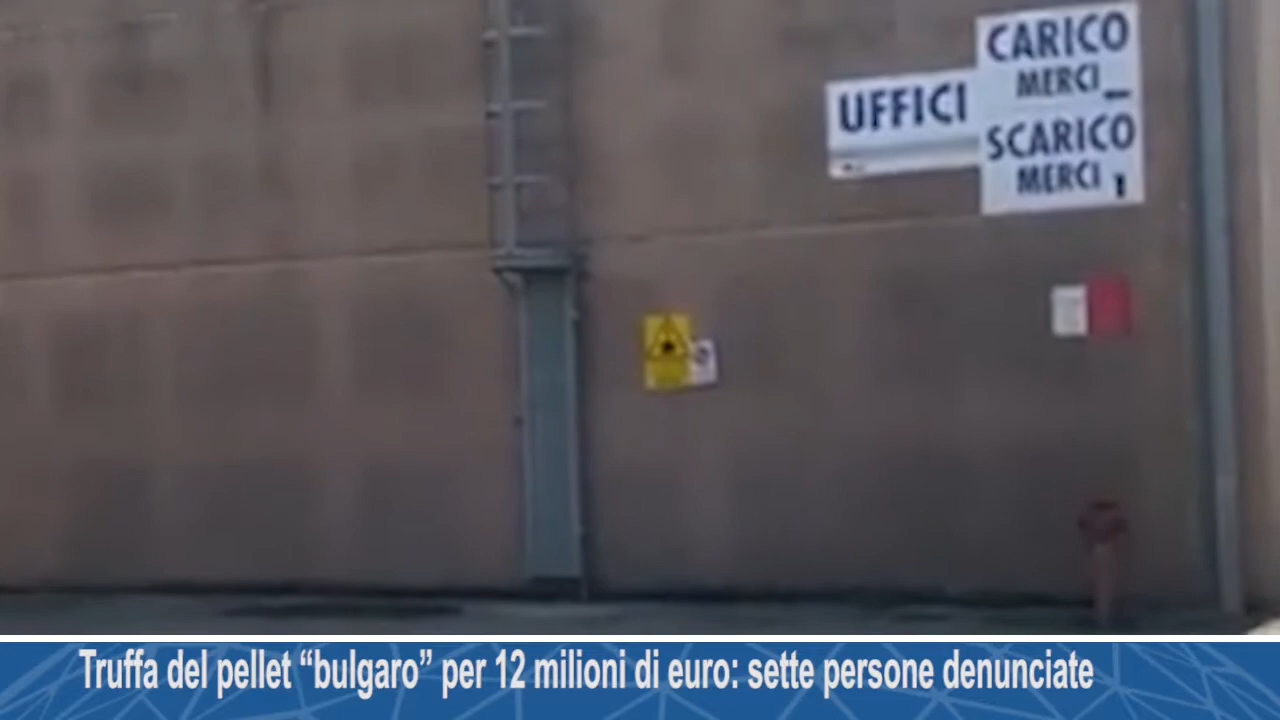 CARICO
MERCI
UFFICI
SCARICO
MERCI
Truffa del pellet “bulgaro” per 12 milioni di euro: sette persone denunciate